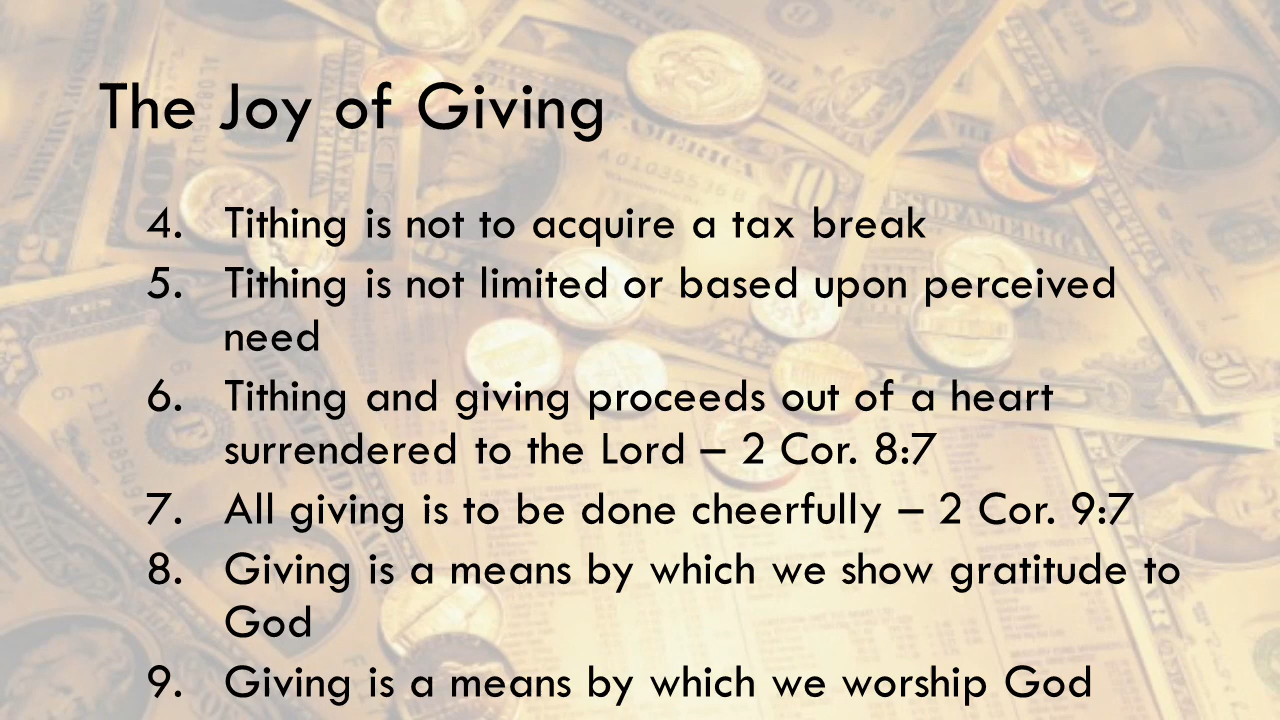 The Joy of Giving
4. Tithing is not to acquire a tax break
5. Tithing is not limited or based upon perceived
need
6. Tithing and giving proceeds out of a heart
surrendered to the Lord – 2 Cor. 8:7
7. All giving is to be done cheerfully – 2 Cor. 9:7
8. Giving is a means by which we show gratitude to
God
9. Giving is a means by which we worship God